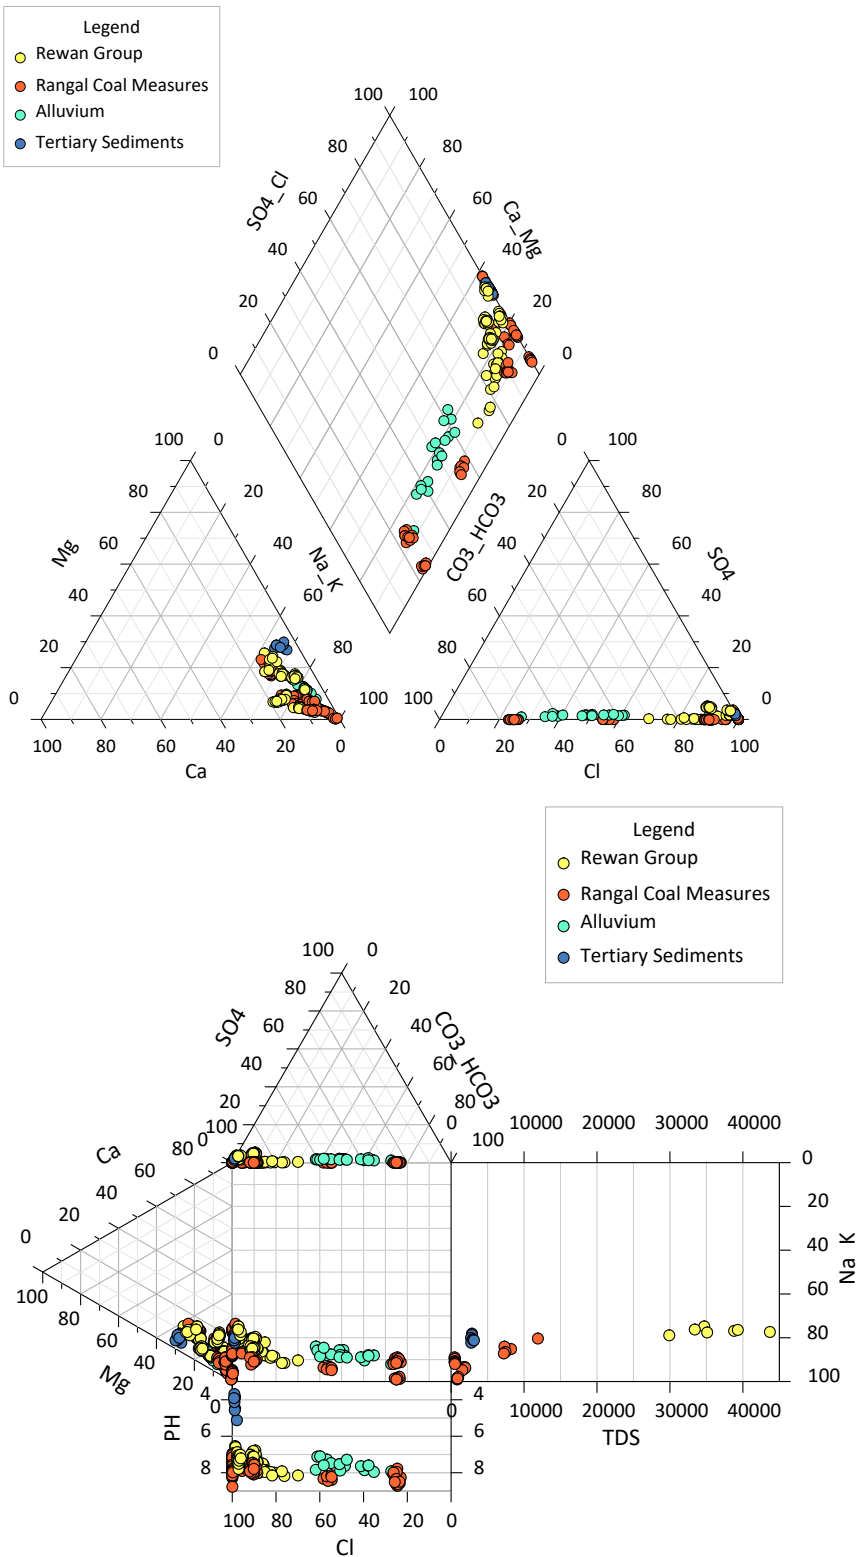 Legend
Rewan Group
Rangal Coal Measures
Alluvium
Tertiary Sediments
100 100
80 80
SO4_Cl 60 60 Ca_Mg
40 40
20 20
0 0
100 0 0 100
80 20 CO3_HCO3 20 80
Mg 60 40 Na_K 40 60 SO4
40 60 60 40
20 80 80 20
0 100 100 0
100 80 60 40 20 0
0 20 40 60 80 100
Ca Cl
Legend
Rewan Group
Rangal Coal Measures
Alluvium
Tertiary Sediments
100 0
80 20
SO4 60 40 CO3_HCO3
40 60
20 80
100 0 10000 20000 30000 40000
0 100
Ca 80 0
60
40 20
20 40 Na_K
0 60
100 80
80
60
Mg 40
20 100
0
4 4 0 10000 20000 30000 40000
PH 6 6 TDS
8 8
100 80 60 40 20 0
Cl